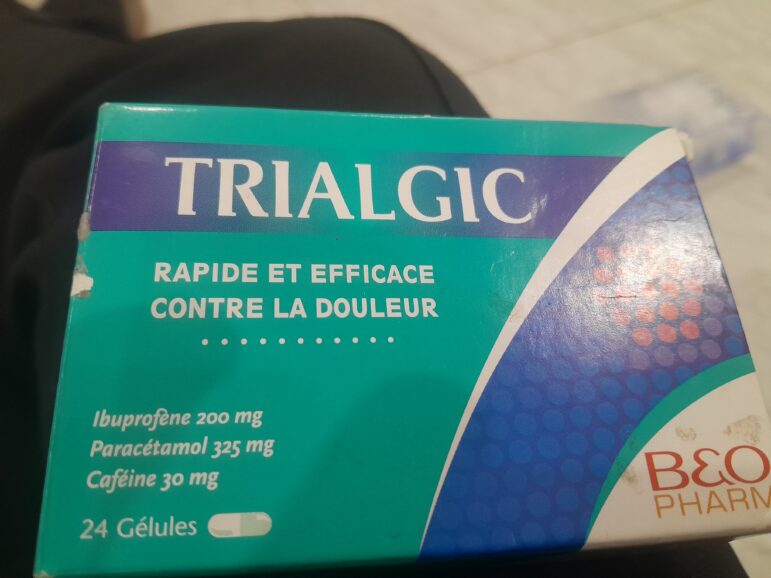 TRIALGIC
RAPIDE ET EFFICACE
CONTRE LA DOULEUR
Ibuprofène 200 mg
Paracétamol 325 mg
Caféine 30 mg
24 Gélules
B&O
PHARM